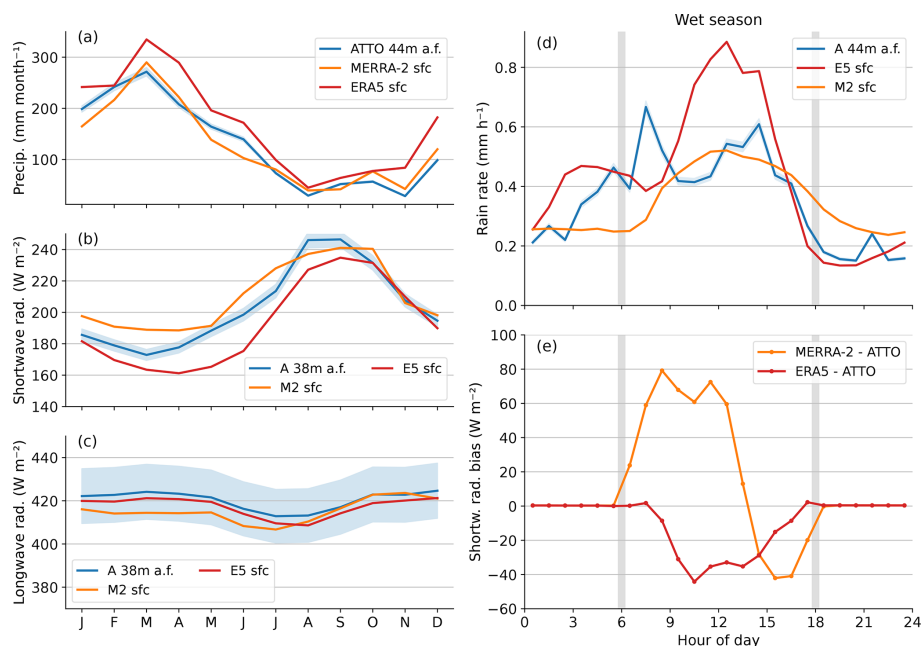 (a)
ATTO 44m a.f.
MERRA-2 sfc
ERA5 sfc
Precip. (mm month⁻¹)
300
200
100
(b)
Shortwave rad. (W m⁻²)
240
220
200
180
160
140
A 38m a.f.
M2 sfc
E5 sfc
(c)
Longwave rad. (W m⁻²)
440
420
400
380
A 38m a.f.
M2 sfc
E5 sfc
J F M A M J J A S O N D
Wet season
(d)
A 44m a.f.
E5 sfc
M2 sfc
Rain rate (mm h⁻¹)
0.8
0.6
0.4
0.2
0.0
(e)
MERRA-2 - ATTO
ERA5 - ATTO
Shortw. rad. bias (W m⁻²)
100
80
60
40
20
0
−20
−40
−60
0 3 6 9 12 15 18 21 24
Hour of day